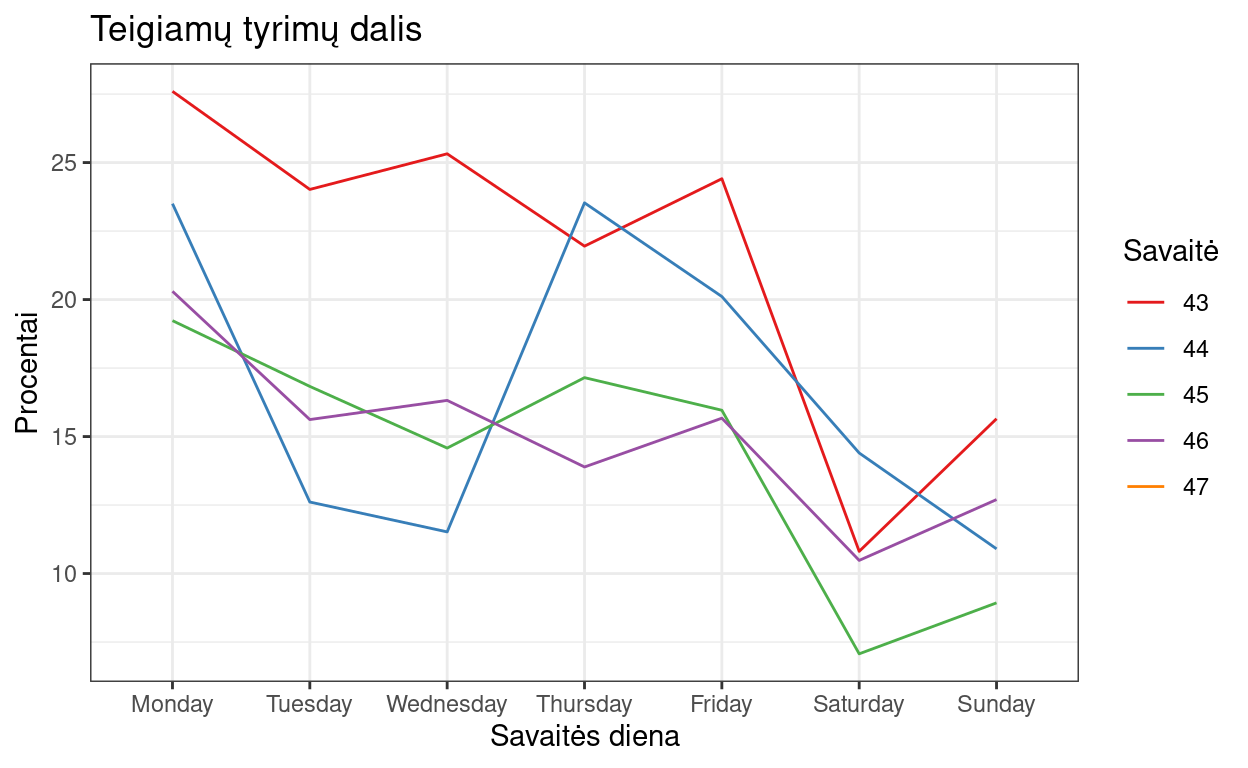 Teigiamų tyrimų dalis
Procentai
25
20
15
10
Monday Tuesday Wednesday Thursday Friday Saturday Sunday
Savaitės diena
Savaitė
43
44
45
46
47